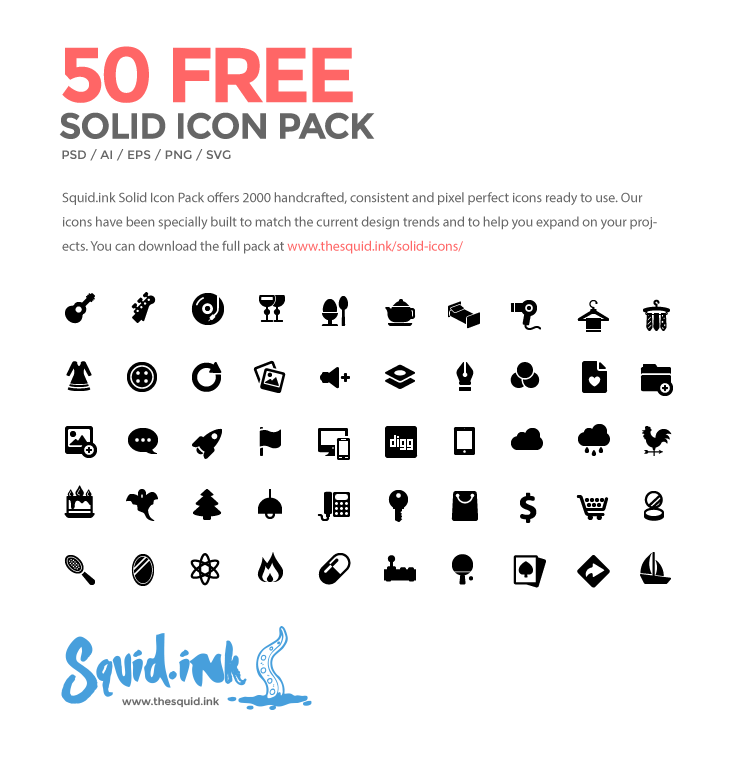 50 FREE
SOLID ICON PACK
PSD / AI / EPS / PNG / SVG
Squid.ink Solid Icon Pack offers 2000 handcrafted, consistent and pixel perfect icons ready to use. Our
icons have been specially built to match the current design trends and to help you expand on your proj-
ects. You can download the full pack at www.thesquid.ink/solid-icons/
digg
$
Squid.ink
www.thesquid.ink